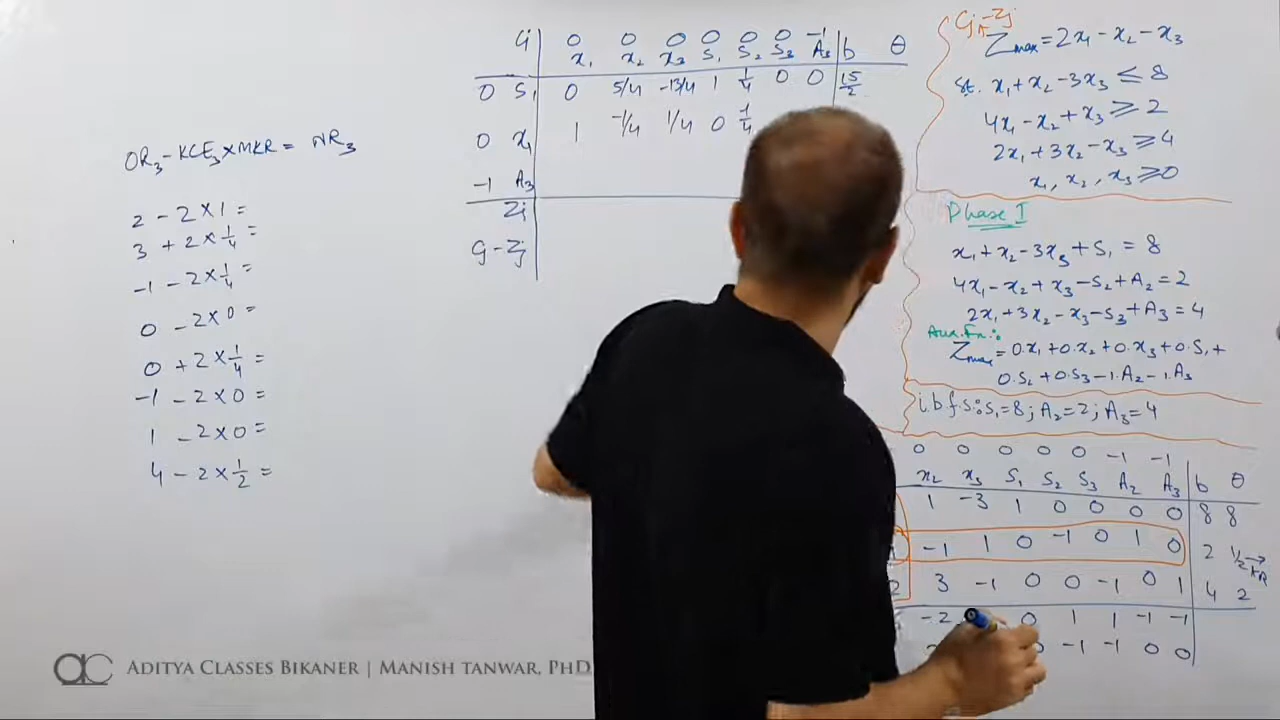 OR₃-KCE₃×MKR = NR₃
2 - 2×1 =
3 + 2×1/4 =
-1 - 2×1/4 =
0 - 2×0 =
0 + 2×1/4 =
-1 - 2×0 =
1 - 2×0 =
4 - 2×1/2 =
Cj 0 0 0 0 0 0 -1
x₁ x₂ x₃ S₁ S₂ S₃ A₃ b θ
0 S₁ 0 5/4 -13/4 1 1/4 0 0 15/2
0 x₁ 1 -1/4 1/4 0 1/4
-1 A₃
Zj
Cj-Zj
Cj-Zj
Zmax = 2x₁-x₂-x₃
st. x₁+x₂-3x₃ ≤ 8
4x₁-x₂+x₃ ≥ 2
2x₁+3x₂-x₃ ≥ 4
x₁, x₂, x₃ ≥ 0
Phase I
x₁+x₂-3x₃+S₁ = 8
4x₁-x₂+x₃-S₂+A₂ = 2
2x₁+3x₂-x₃-S₃+A₃ = 4
Aux. Fn.:
Zmax = 0.x₁+0.x₂+0.x₃+0.S₁+
0.S₂+0.S₃-1.A₂-1.A₃
i.b.f.s.: S₁=8; A₂=2; A₃=4
0 0 0 0 0 -1 -1
x₂ x₃ S₁ S₂ S₃ A₂ A₃ b θ
1 -3 1 0 0 0 0 8 8
-1 1 0 -1 0 1 0 2 1/2 → KR
2 3 -1 0 0 -1 0 1 4 2
-2 0 1 1 -1 -1
-1 -1 0 0
AC ADITYA CLASSES BIKANER | MANISH TANWAR, PHD